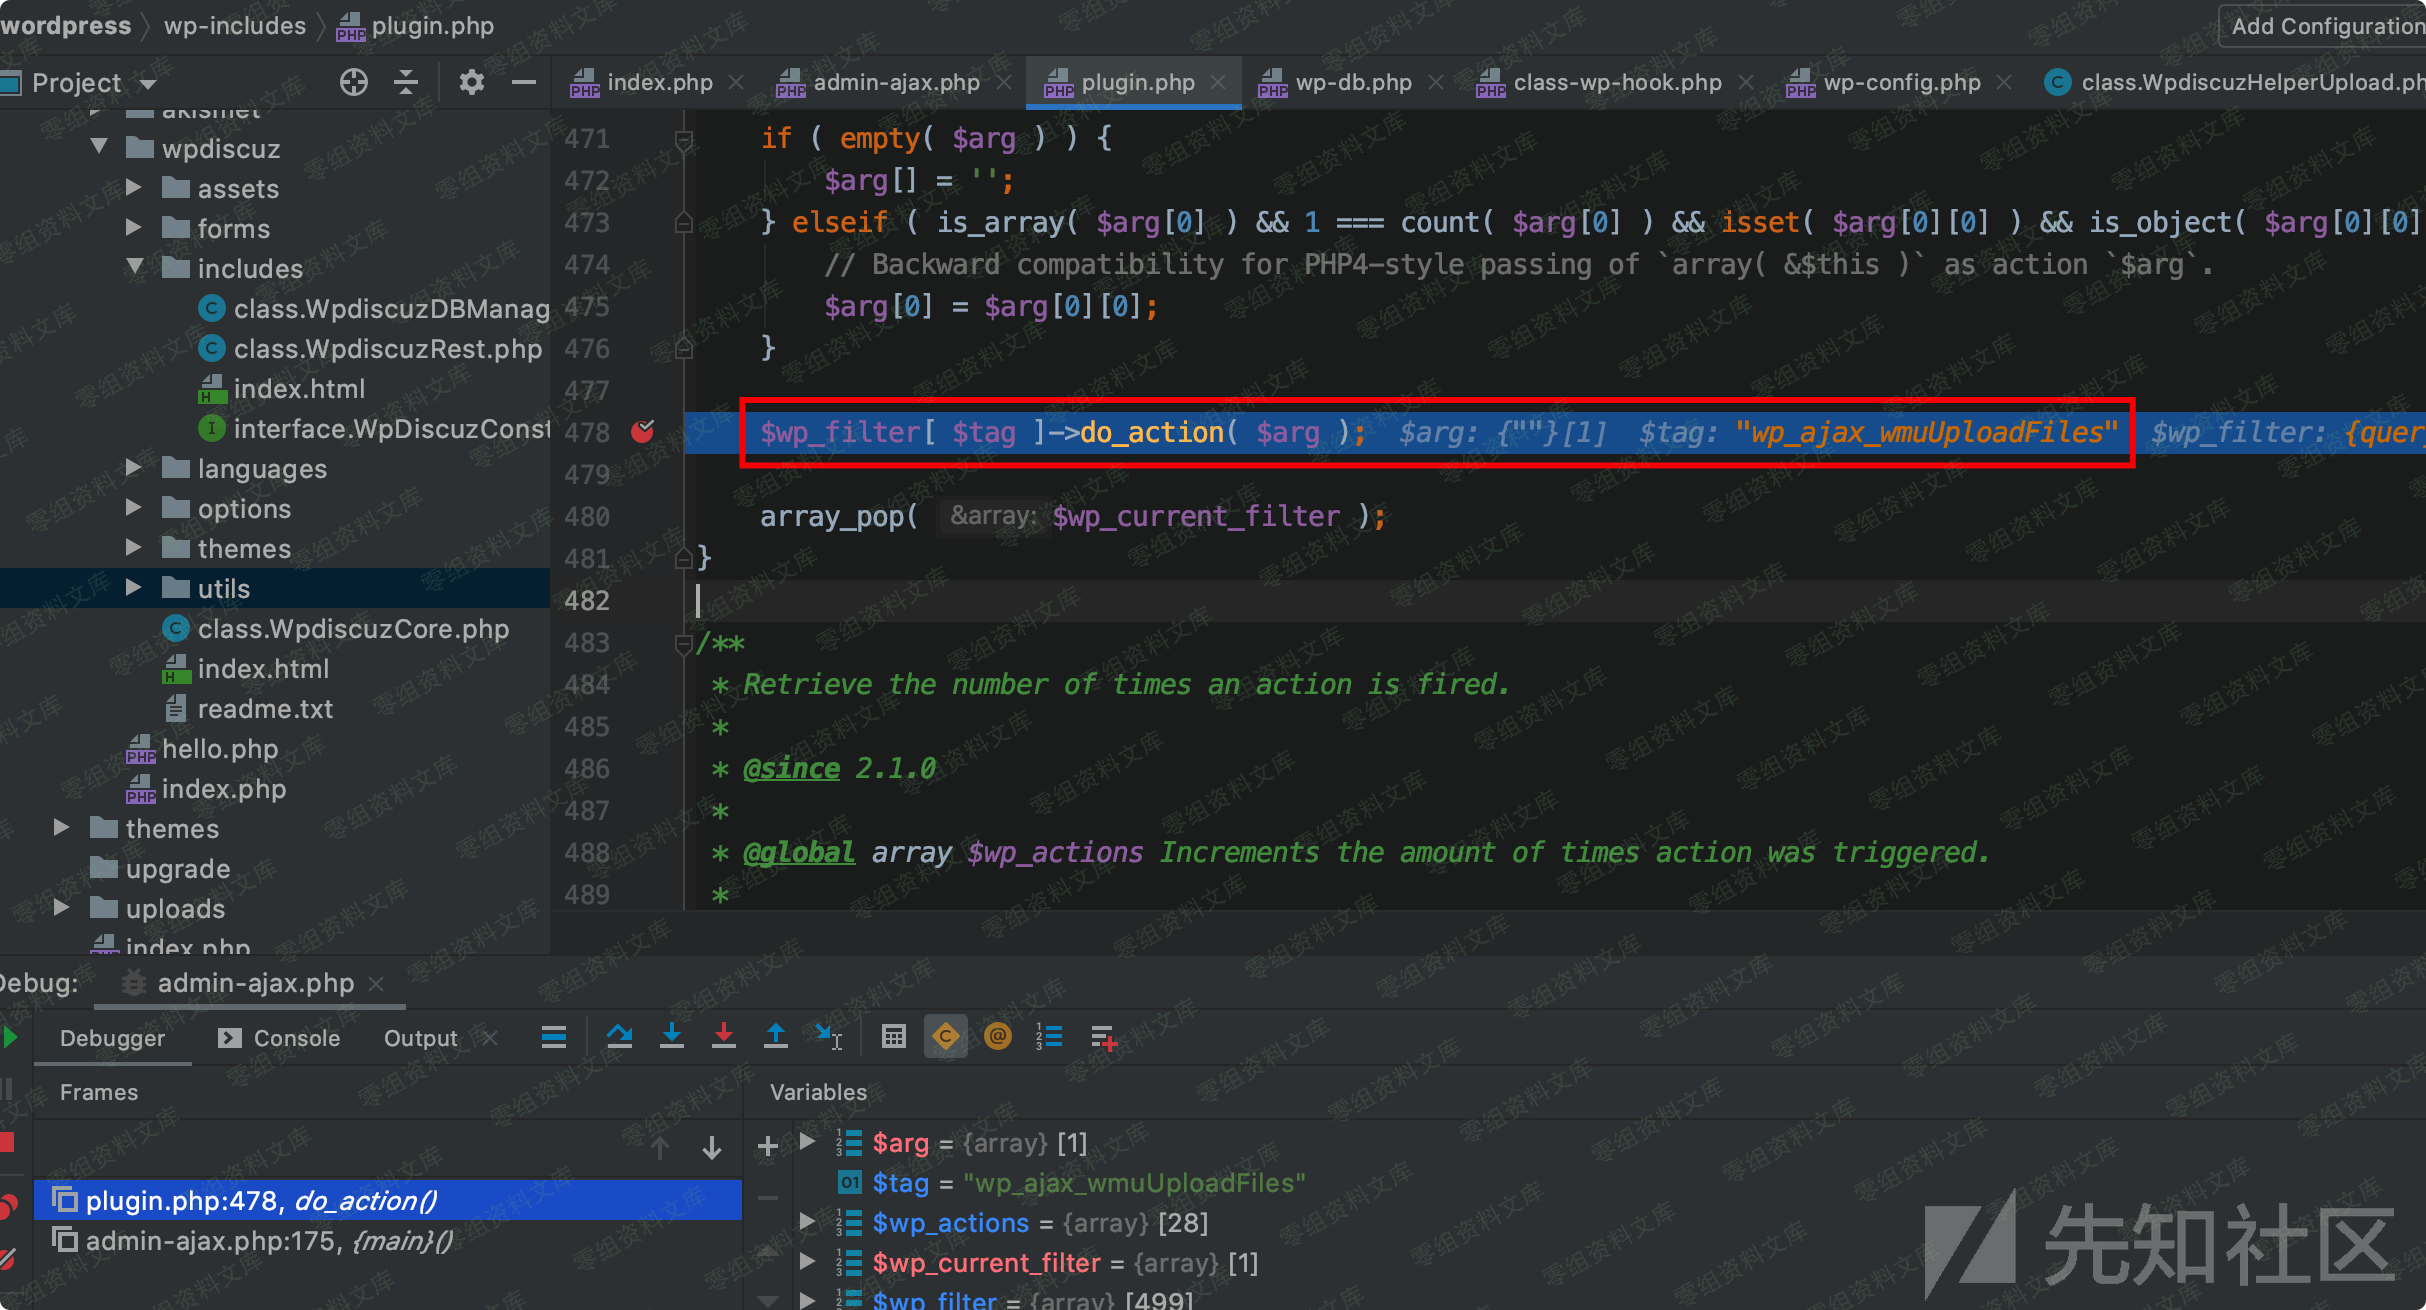 wordpress wp-includes plugin.php Add Configuration
Project index.php admin-ajax.php plugin.php wp-db.php class-wp-hook.php wp-config.php class.WpdiscuzHelperUpload.ph
akismet
wpdiscuz
assets
forms
includes
class.WpdiscuzDBManag
class.WpdiscuzRest.php
index.html
interface.WpDiscuzConst
languages
options
themes
utils
class.WpdiscuzCore.php
index.html
readme.txt
hello.php
index.php
themes
upgrade
uploads
index.php
471 if ( empty( $arg ) ) {
472 $arg[] = '';
473 } elseif ( is_array( $arg[0] ) && 1 === count( $arg[0] ) && isset( $arg[0][0] ) && is_object( $arg[0][0]
474 // Backward compatibility for PHP4-style passing of `array( &$this )` as action `$arg`.
475 $arg[0] = $arg[0][0];
476 }
477
478 $wp_filter[ $tag ]->do_action( $arg ); $arg: {""}[1] $tag: "wp_ajax_wmuUploadFiles" $wp_filter: {quer
479
480 array_pop( &array: $wp_current_filter );
481 }
482
483 /**
484 * Retrieve the number of times an action is fired.
485 *
486 * @since 2.1.0
487 *
488 * @global array $wp_actions Increments the amount of times action was triggered.
489 *
Debug: admin-ajax.php
Debugger Console Output
Frames
plugin.php:478, do_action()
admin-ajax.php:175, {main}()
Variables
$arg = {array} [1]
$tag = "wp_ajax_wmuUploadFiles"
$wp_actions = {array} [28]
$wp_current_filter = {array} [1]
$wp_filter = {array} [499]
零组资料文库
先知社区